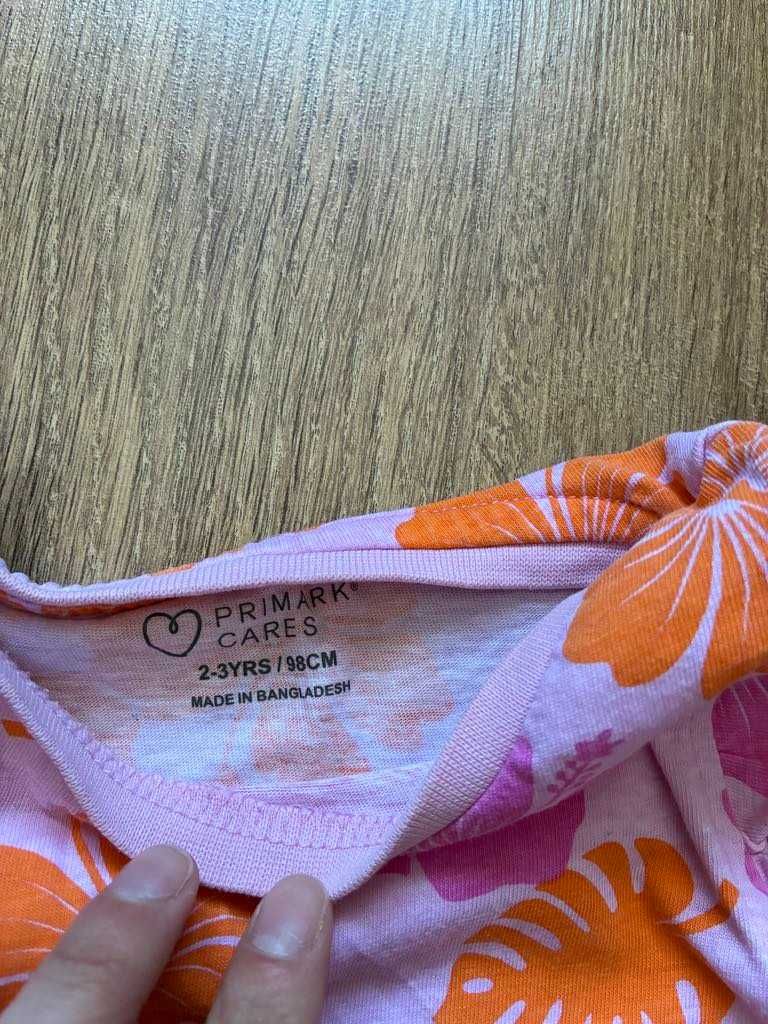 PRIMARK®
CARES
2-3YRS / 98CM
MADE IN BANGLADESH